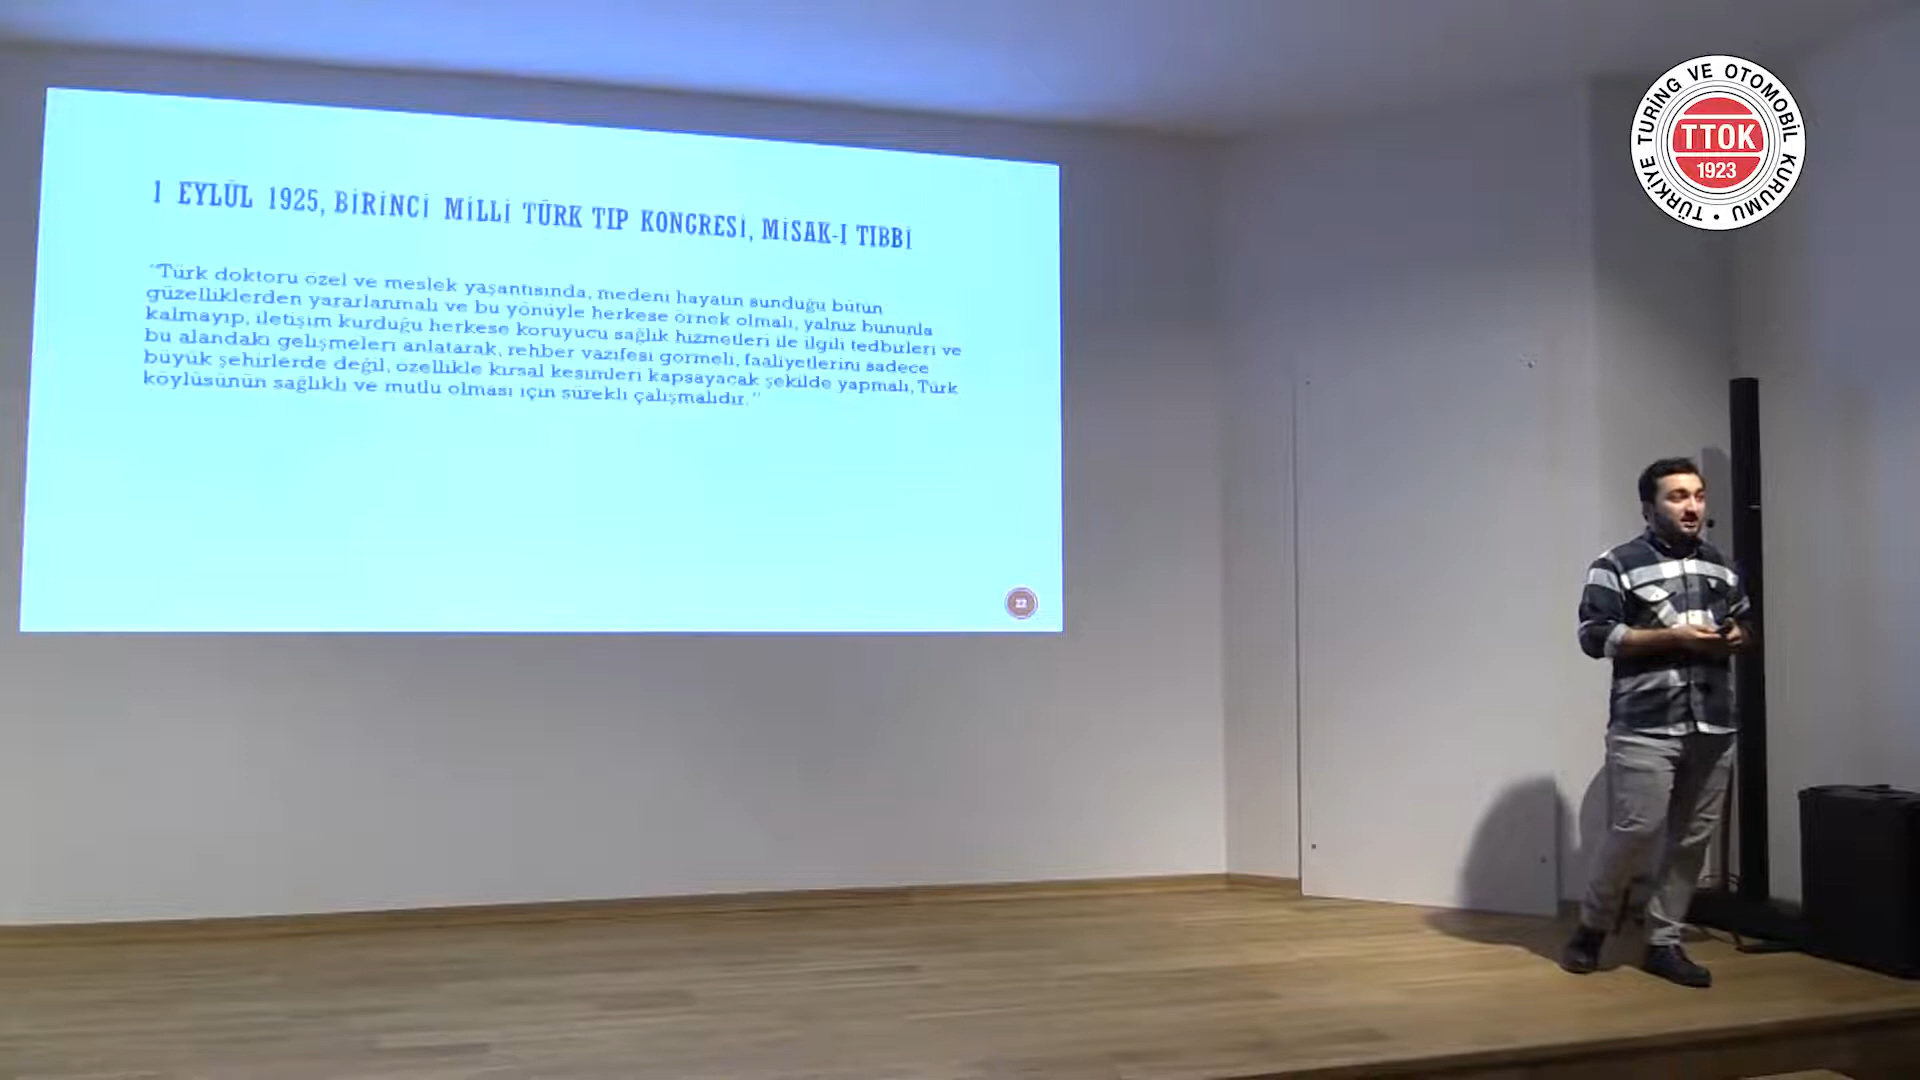 1 EYLÜL 1925, BİRİNCİ MİLLİ TÜRK TIP KONGRESİ, MİSAK-I TIBBİ
"Türk doktoru özel ve meslek yaşantısında, medeni hayatın sunduğu bütün
güzelliklerden yararlanmalı ve bu yönüyle herkese örnek olmalı, yalnız bununla
kalmayıp, iletişim kurduğu herkese koruyucu sağlık hizmetleri ile ilgili tedbirleri ve
bu alandaki gelişmeleri anlatarak, rehber vazifesi görmeli, faaliyetlerini sadece
büyük şehirlerde değil, özellikle kırsal kesimleri kapsayacak şekilde yapmalı, Türk
köylüsünün sağlıklı ve mutlu olması için sürekli çalışmalıdır."
22
TÜRKİYE TURİNG VE OTOMOBİL KURUMU •
TTOK
1923